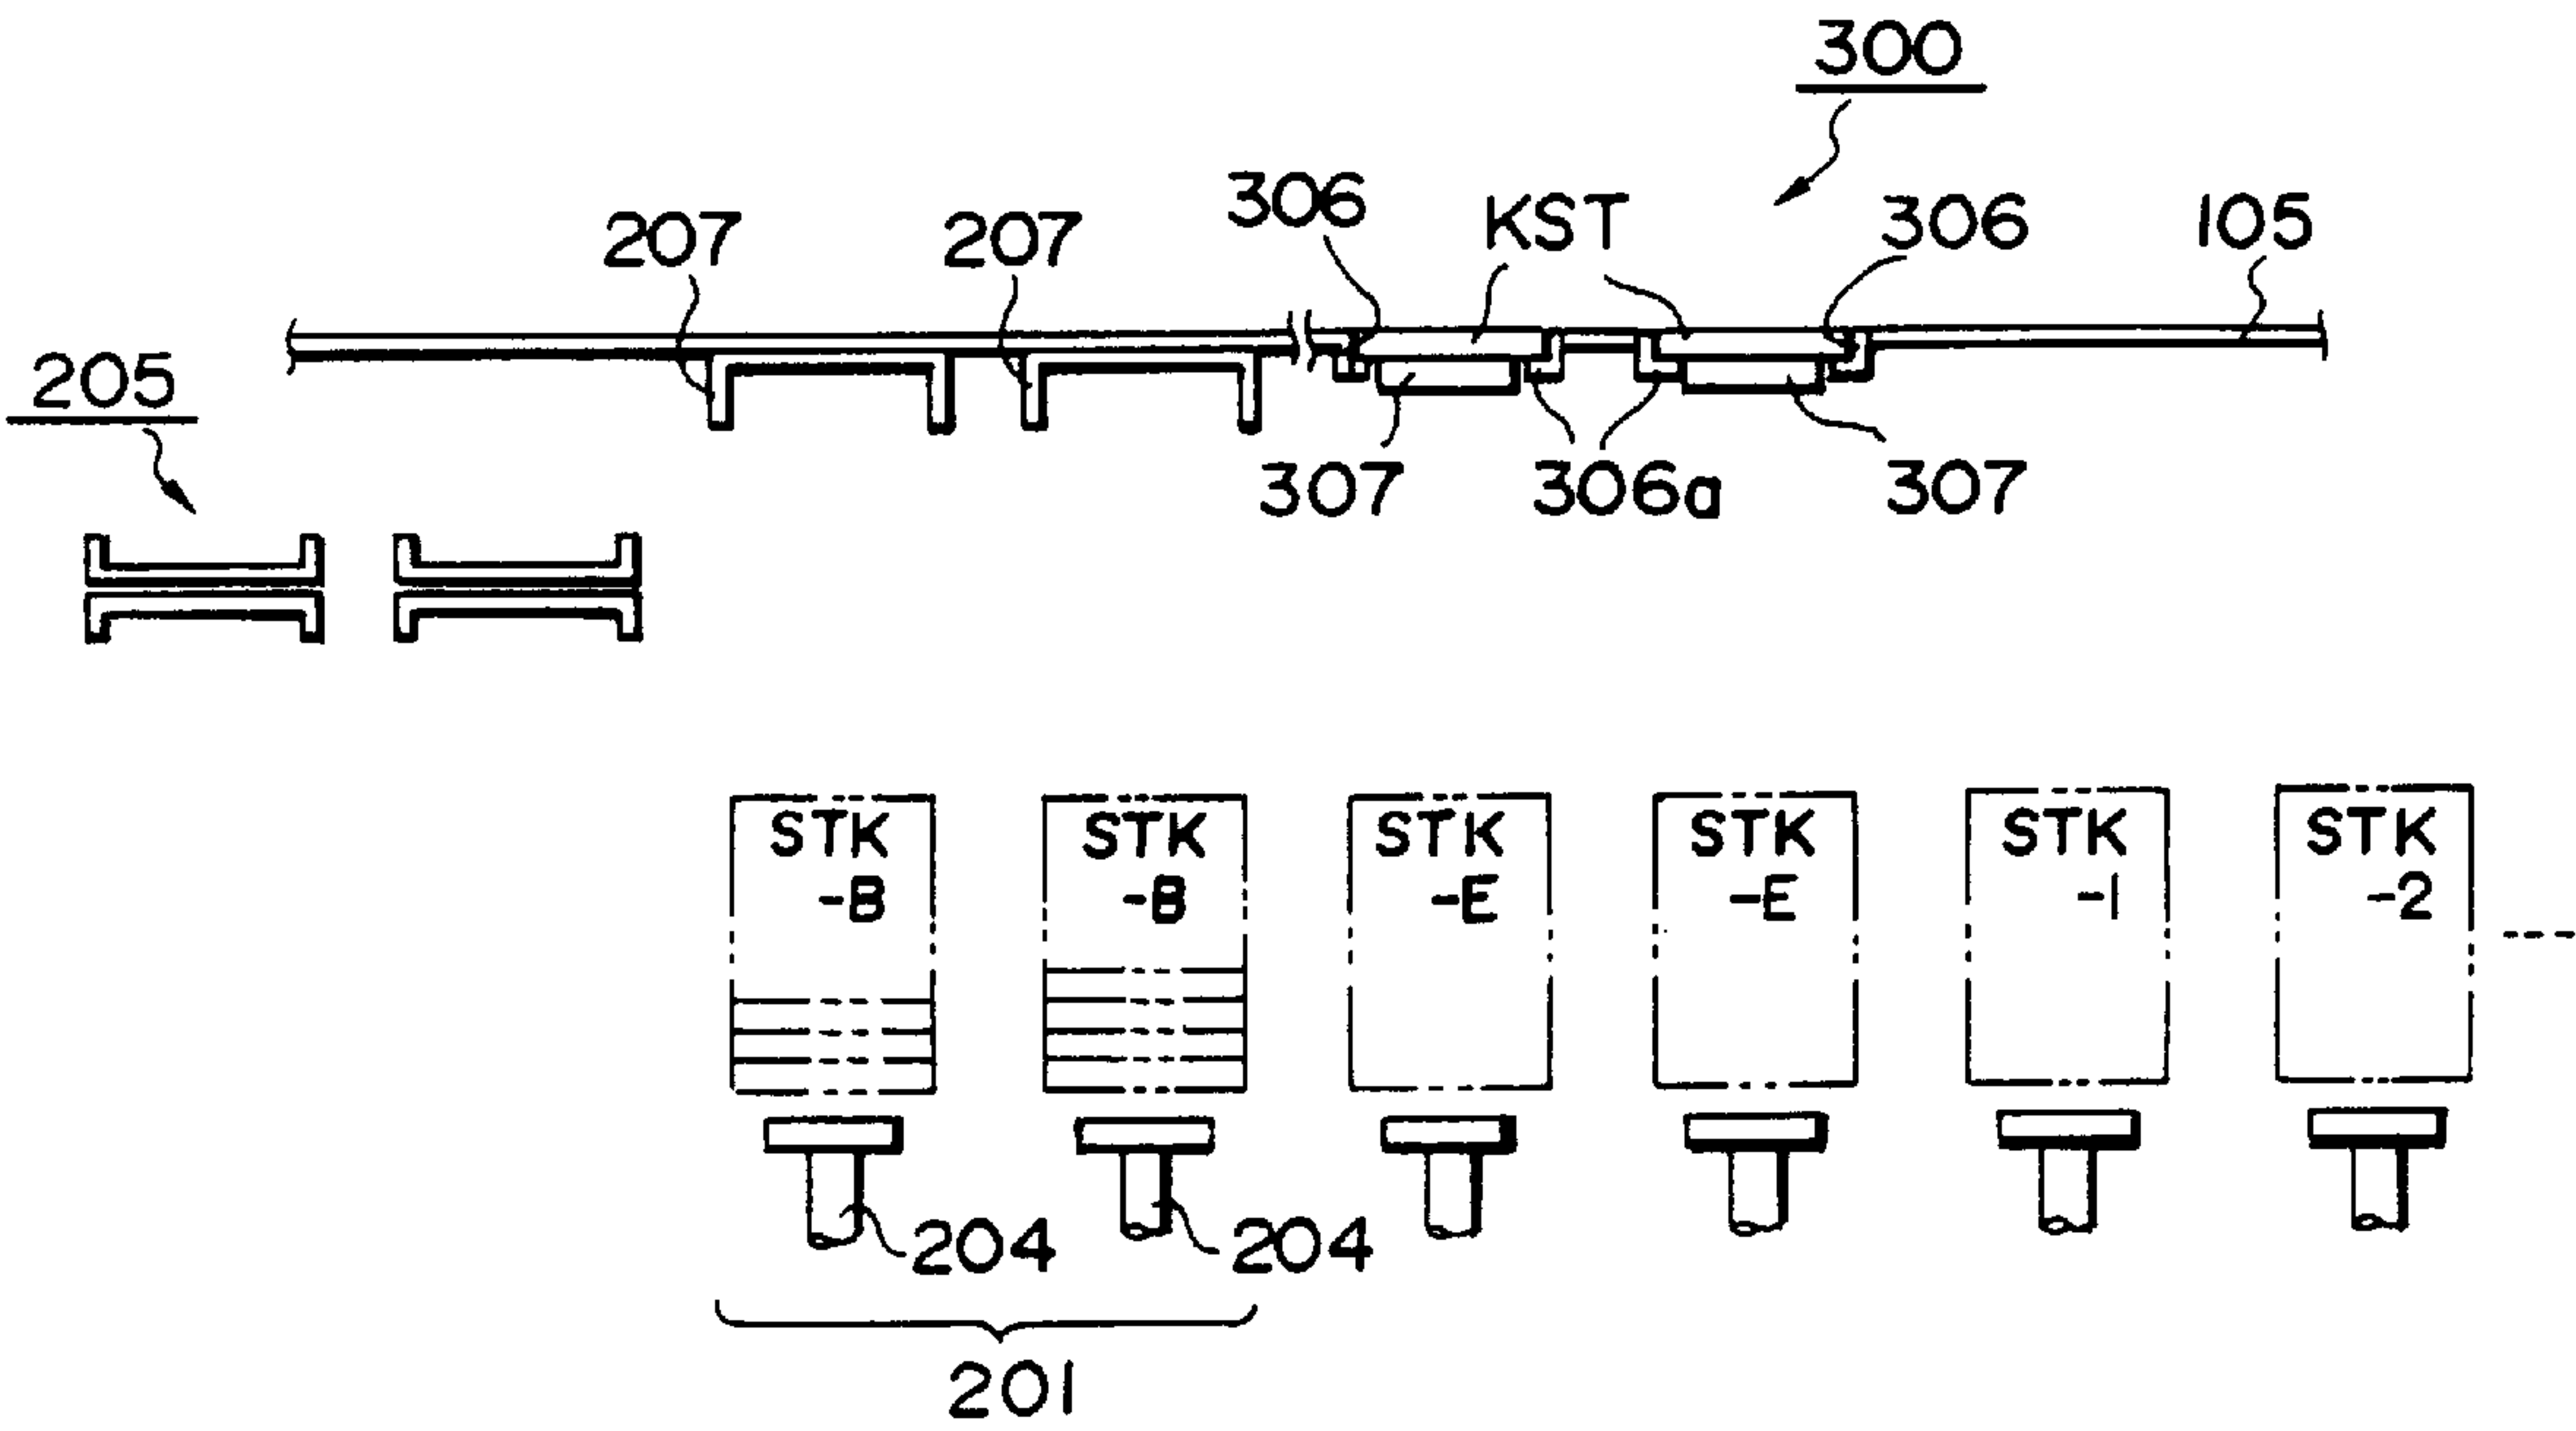 300
306 KST 306 105
207 207
205
307 306a 307
STK STK STK STK STK STK
-B -B -E -E -1 -2
204 204
201